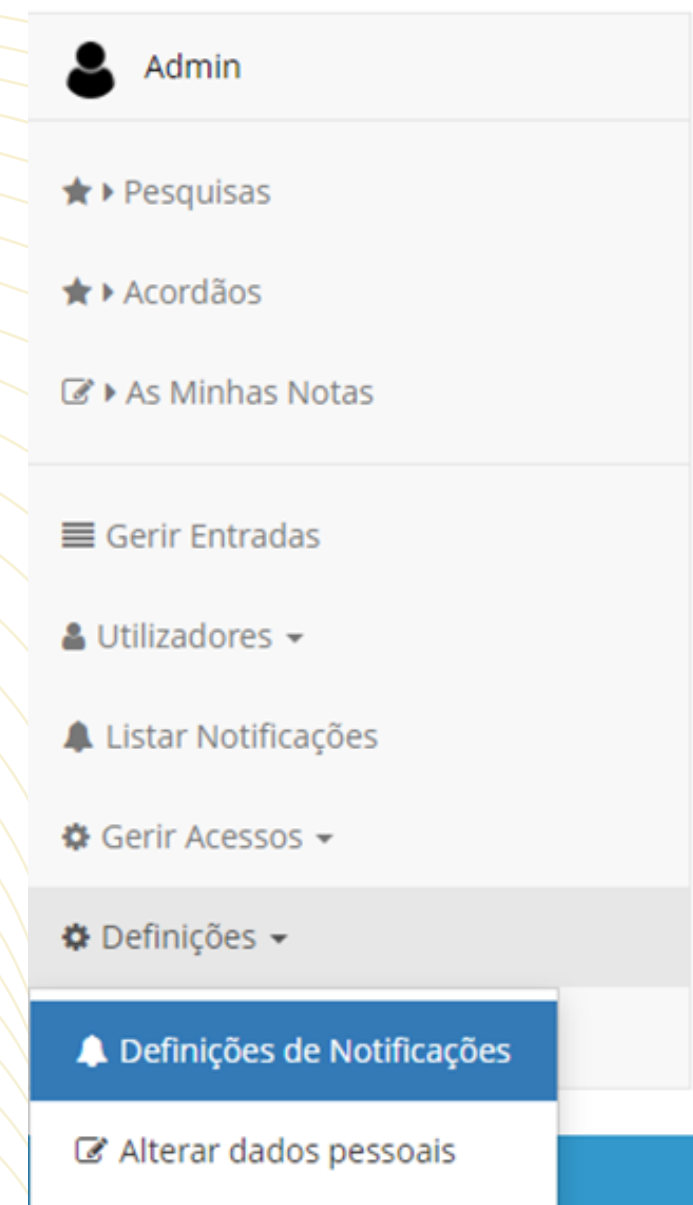 Admin
Pesquisas
Acordãos
As Minhas Notas
Gerir Entradas
Utilizadores
Listar Notificações
Gerir Acessos
Definições
Definições de Notificações
Alterar dados pessoais